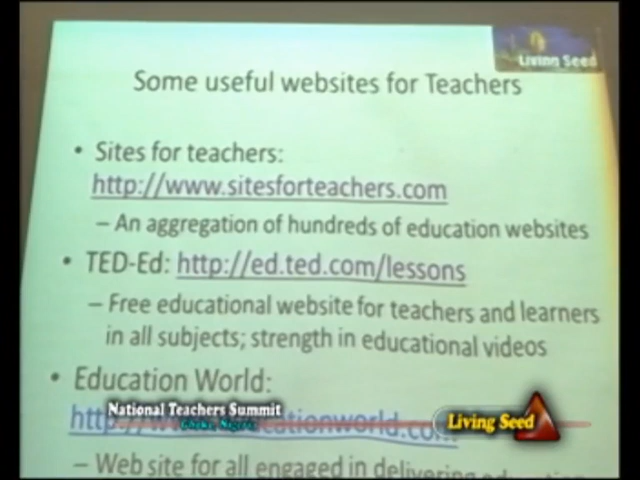 Living Seed
Some useful websites for Teachers
• Sites for teachers:
http://www.sitesforteachers.com
– An aggregation of hundreds of education websites
• TED-Ed: http://ed.ted.com/lessons
– Free educational website for teachers and learners
in all subjects; strength in educational videos
• Education World:
National Teachers Summit
Gboko, Nigeria
Living Seed
– Web site for all engaged in delivering